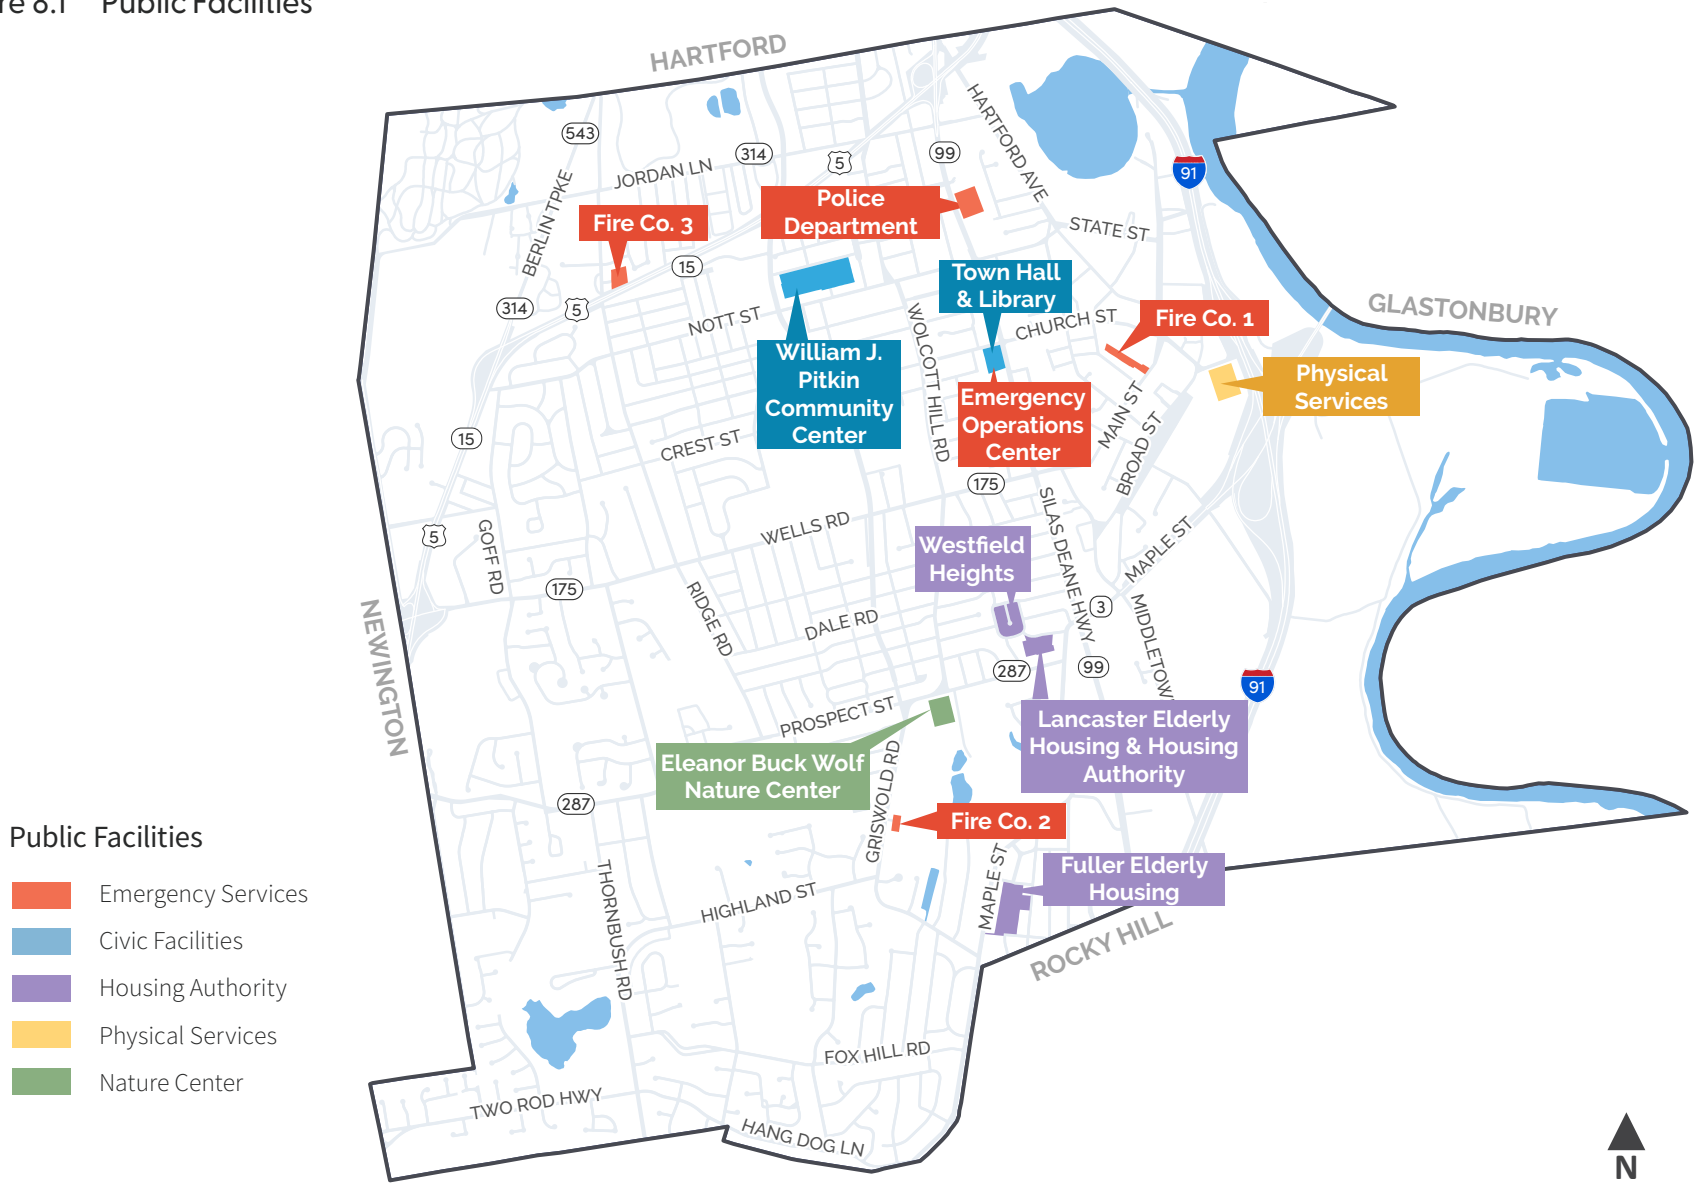 re 8.1 Public Facilities
HARTFORD
543
314
5
99
HARTFORD AVE
JORDAN LN
91
BERLIN TPKE
Police
Department
Fire Co. 3
STATE ST
15
Town Hall
& Library
314
5
NOTT ST
WOLCOTT HILL RD
CHURCH ST
Fire Co. 1
GLASTONBURY
William J.
Pitkin
Community
Center
Physical
Services
Emergency
Operations
Center
MAIN ST
BROAD ST
15
CREST ST
175
SILAS DEANE HWY
5
GOFF RD
WELLS RD
Westfield
Heights
MAPLE ST
175
RIDGE RD
DALE RD
3
MIDDLETOW
NEWINGTON
287
99
91
PROSPECT ST
Lancaster Elderly
Housing & Housing
Authority
Eleanor Buck Wolf
Nature Center
GRISWOLD RD
287
Fire Co. 2
Public Facilities
Emergency Services
Civic Facilities
Housing Authority
Physical Services
Nature Center
THORNBUSH RD
HIGHLAND ST
MAPLE ST
Fuller Elderly
Housing
ROCKY HILL
FOX HILL RD
TWO ROD HWY
HANG DOG LN
N